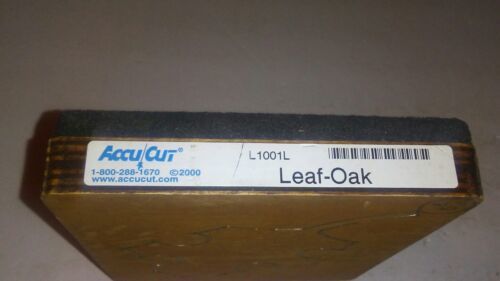 AccuCut®
1-800-288-1670 ©2000
www.accucut.com
L1001L
Leaf-Oak